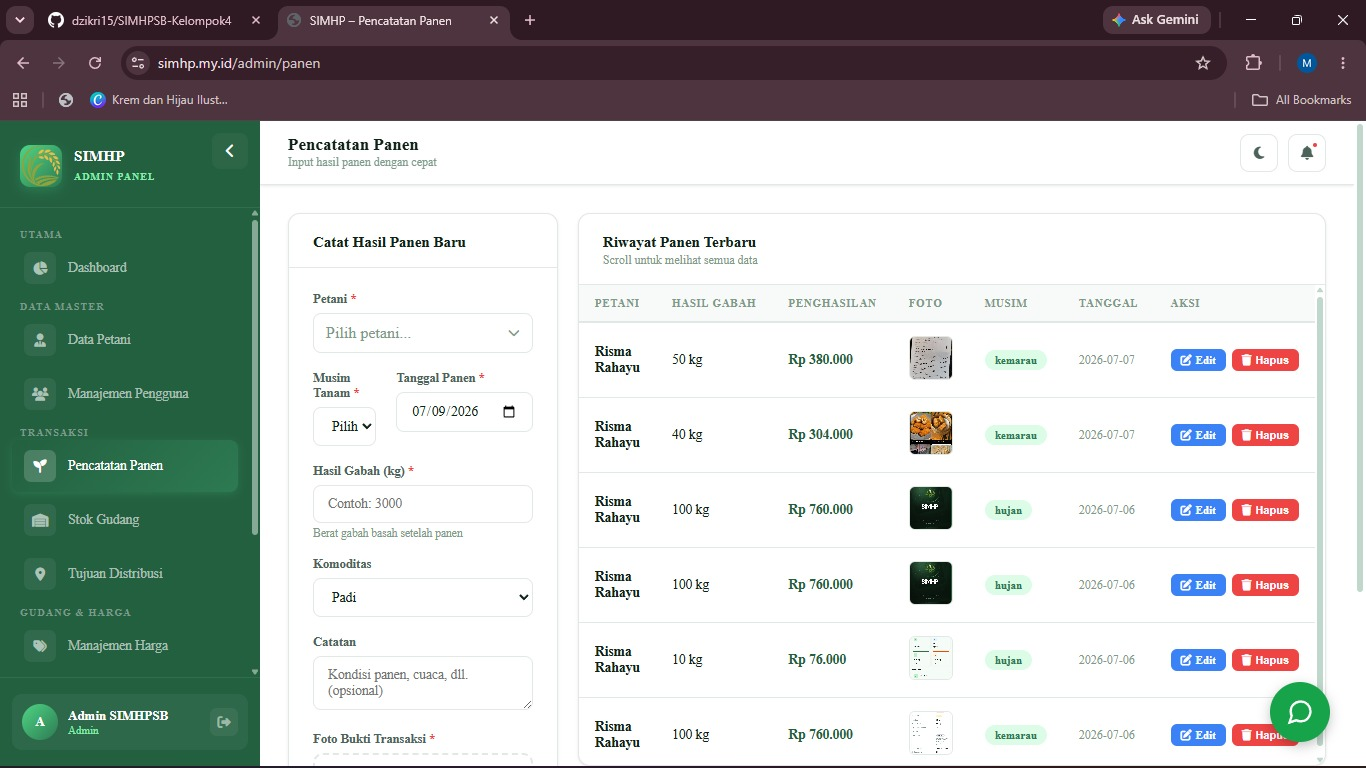 dzikri15/SIMHPSB-Kelompok4
SIMHP – Pencatatan Panen
Ask Gemini
simhp.my.id/admin/panen
M
Krem dan Hijau Ilust...
All Bookmarks
SIMHP
ADMIN PANEL
UTAMA
Dashboard
DATA MASTER
Data Petani
Manajemen Pengguna
TRANSAKSI
Pencatatan Panen
Stok Gudang
Tujuan Distribusi
GUDANG & HARGA
Manajemen Harga
A
Admin SIMHPSB
Admin
Pencatatan Panen
Input hasil panen dengan cepat
Catat Hasil Panen Baru
Petani *
Pilih petani...
Musim
Tanam *
Pilih
Tanggal Panen *
07/09/2026
Hasil Gabah (kg) *
Contoh: 3000
Berat gabah basah setelah panen
Komoditas
Padi
Catatan
Kondisi panen, cuaca, dll.
(opsional)
Foto Bukti Transaksi *
Riwayat Panen Terbaru
Scroll untuk melihat semua data
PETANI HASIL GABAH PENGHASILAN FOTO MUSIM TANGGAL AKSI
Risma
Rahayu
50 kg Rp 380.000 kemarau 2026-07-07 Edit Hapus
Risma
Rahayu
40 kg Rp 304.000 kemarau 2026-07-07 Edit Hapus
Risma
Rahayu
100 kg Rp 760.000 SIMHP hujan 2026-07-06 Edit Hapus
Risma
Rahayu
100 kg Rp 760.000 SIMHP hujan 2026-07-06 Edit Hapus
Risma
Rahayu
10 kg Rp 76.000 hujan 2026-07-06 Edit Hapus
Risma
Rahayu
100 kg Rp 760.000 kemarau 2026-07-06 Edit Hapus